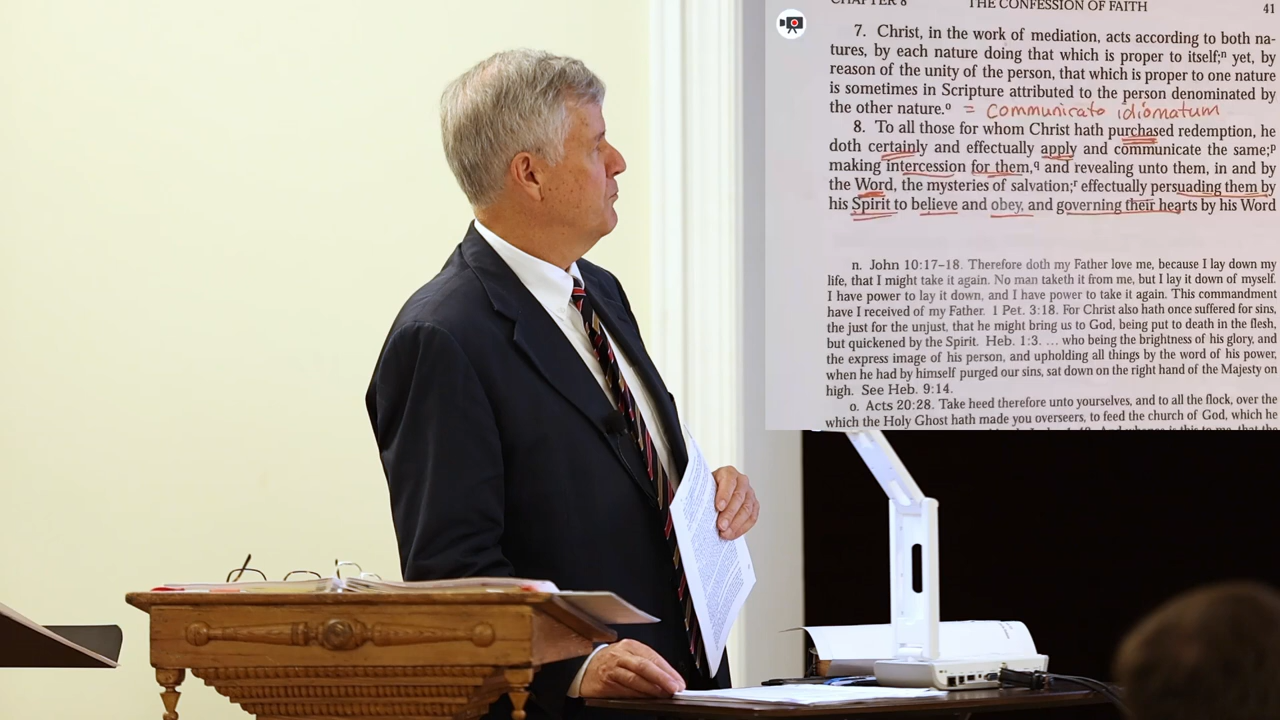 CHAPTER 8 THE CONFESSION OF FAITH 41
7. Christ, in the work of mediation, acts according to both na-
tures, by each nature doing that which is proper to itself;ⁿ yet, by
reason of the unity of the person, that which is proper to one nature
is sometimes in Scripture attributed to the person denominated by
the other nature.ᵒ = Communicato idiomatum
8. To all those for whom Christ hath purchased redemption, he
doth certainly and effectually apply and communicate the same;ᵖ
making intercession for them,q and revealing unto them, in and by
the Word, the mysteries of salvation;ʳ effectually persuading them by
his Spirit to believe and obey, and governing their hearts by his Word
n. John 10:17–18. Therefore doth my Father love me, because I lay down my
life, that I might take it again. No man taketh it from me, but I lay it down of myself.
I have power to lay it down, and I have power to take it again. This commandment
have I received of my Father. 1 Pet. 3:18. For Christ also hath once suffered for sins,
the just for the unjust, that he might bring us to God, being put to death in the flesh,
but quickened by the Spirit. Heb. 1:3. ... who being the brightness of his glory, and
the express image of his person, and upholding all things by the word of his power,
when he had by himself purged our sins, sat down on the right hand of the Majesty on
high. See Heb. 9:14.
o. Acts 20:28. Take heed therefore unto yourselves, and to all the flock, over the
which the Holy Ghost hath made you overseers, to feed the church of God, which he